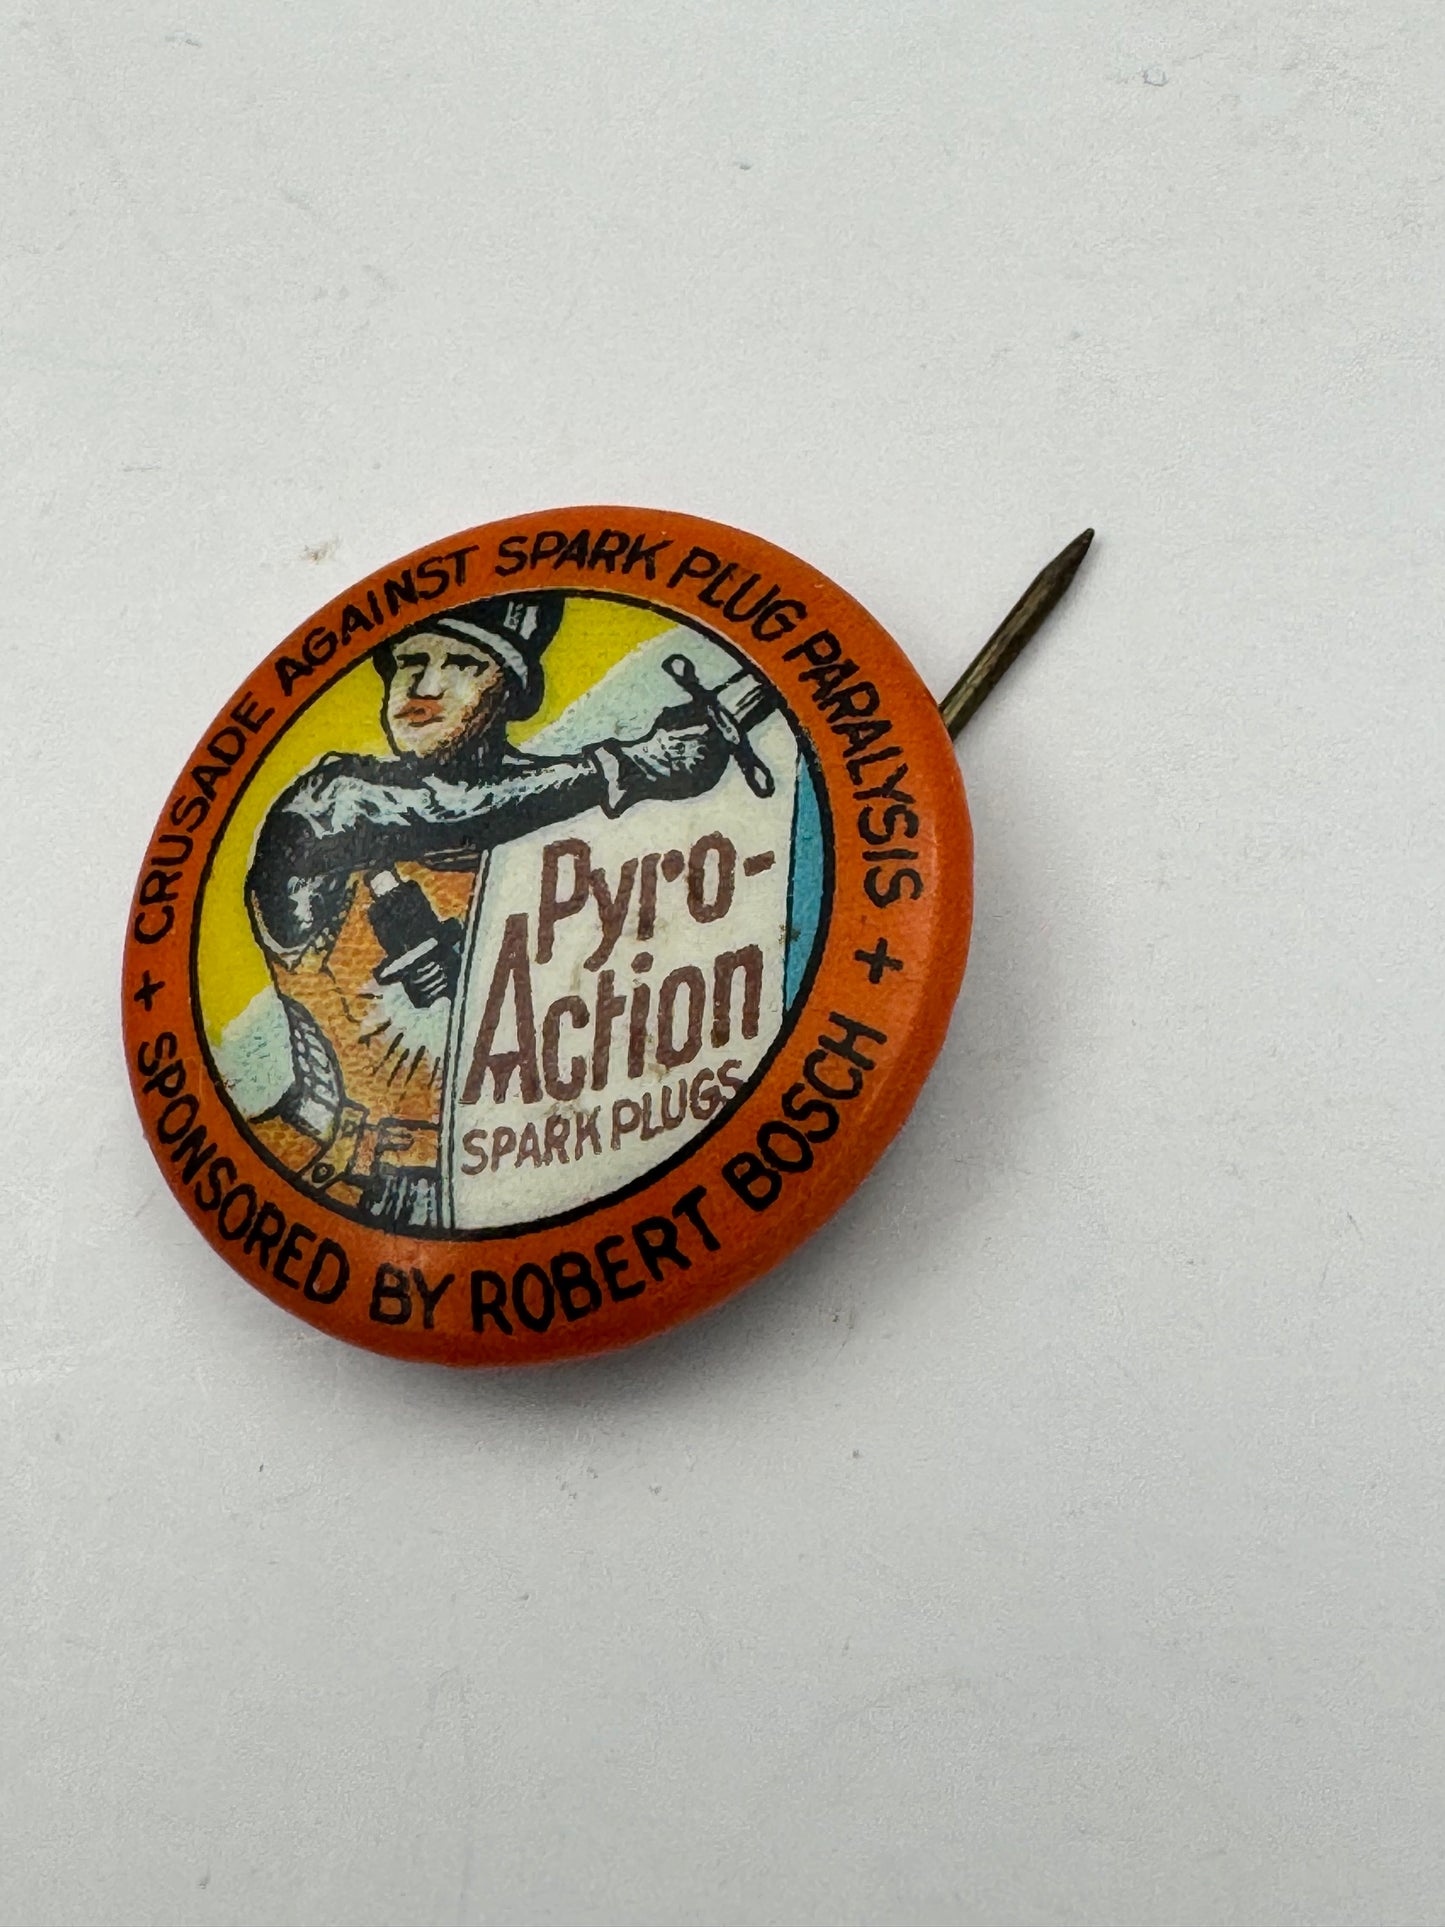 + CRUSADE AGAINST SPARK PLUG PARALYSIS +
SPONSORED BY ROBERT BOSCH
Pyro-
Action
SPARK PLUGS